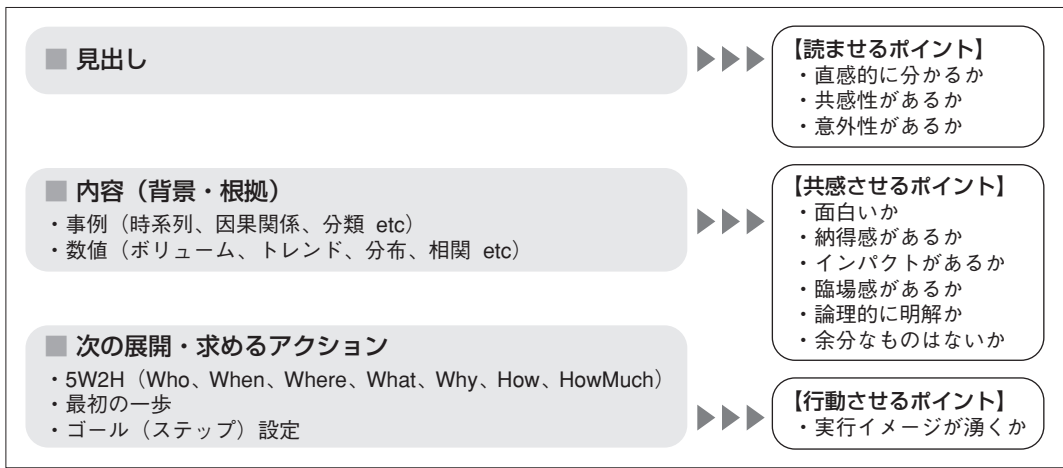 ■ 見出し
【読ませるポイント】
・直感的に分かるか
・共感性があるか
・意外性があるか
■ 内容（背景・根拠）
・事例（時系列、因果関係、分類 etc）
・数値（ボリューム、トレンド、分布、相関 etc）
【共感させるポイント】
・面白いか
・納得感があるか
・インパクトがあるか
・臨場感があるか
・論理的に明解か
・余分なものはないか
■ 次の展開・求めるアクション
・5W2H（Who、When、Where、What、Why、How、HowMuch）
・最初の一歩
・ゴール（ステップ）設定
【行動させるポイント】
・実行イメージが湧くか